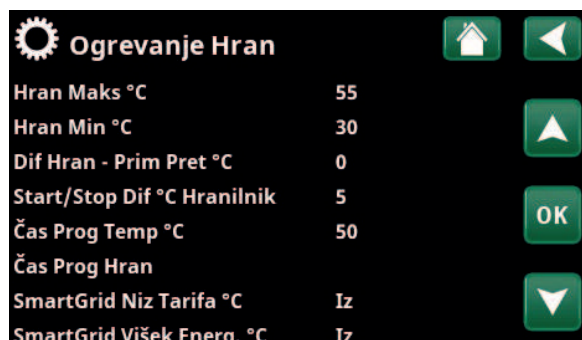 Ogrevanje Hran
Hran Maks °C 55
Hran Min °C 30
Dif Hran - Prim Pret °C 0
Start/Stop Dif °C Hranilnik 5
Čas Prog Temp °C 50
OK
Čas Prog Hran
SmartGrid Niz Tarifa °C Iz
SmartGrid Višek Energ. °C Iz